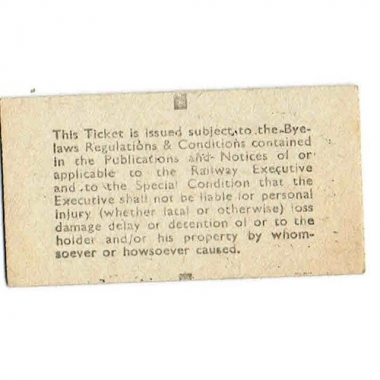 This Ticket is issued subject to the Bye-
laws Regulations & Conditions contained
in the Publications and Notices of or
applicable to the Railway Executive
and to the Special Condition that the
Executive shall not be liable for personal
injury (whether fatal or otherwise) loss
damage delay or detention of or to the
holder and/or his property by whom-
soever or howsoever caused.